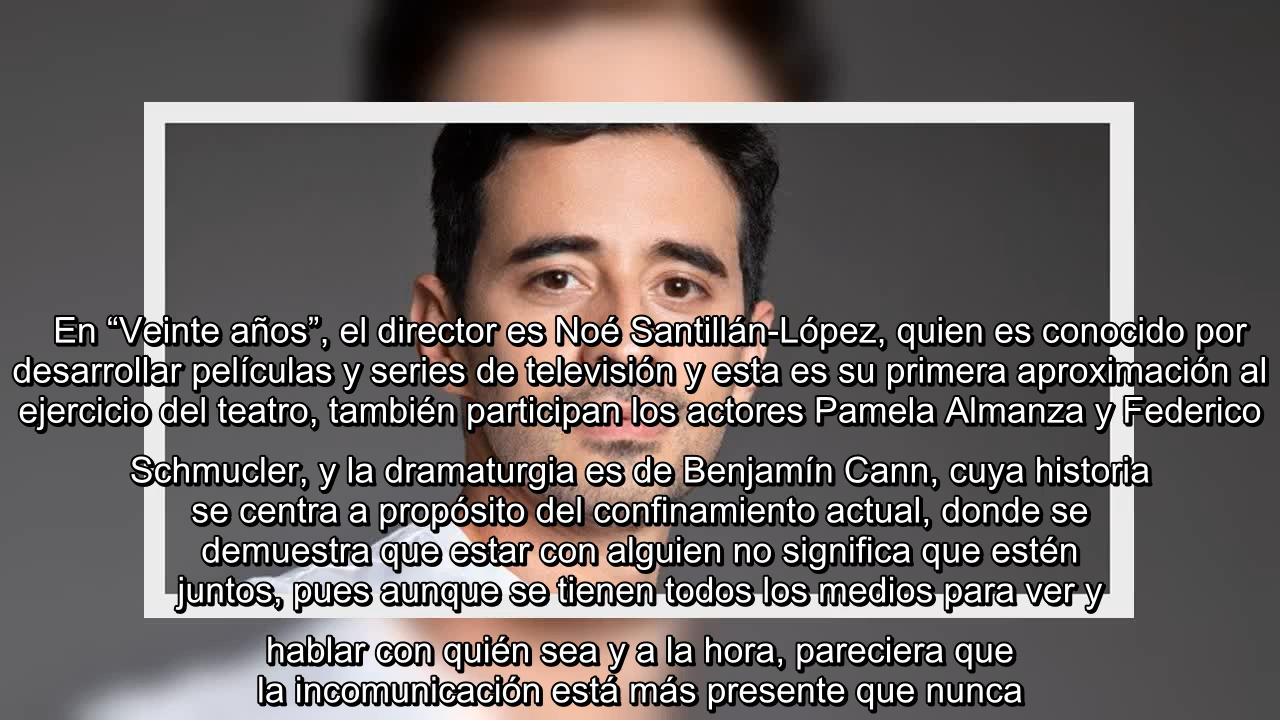 En “Veinte años”, el director es Noé Santillán-López, quien es conocido por
desarrollar películas y series de televisión y esta es su primera aproximación al
ejercicio del teatro, también participan los actores Pamela Almanza y Federico
Schmucler, y la dramaturgia es de Benjamín Cann, cuya historia
se centra a propósito del confinamiento actual, donde se
demuestra que estar con alguien no significa que estén
juntos, pues aunque se tienen todos los medios para ver y
hablar con quién sea y a la hora, pareciera que
la incomunicación está más presente que nunca